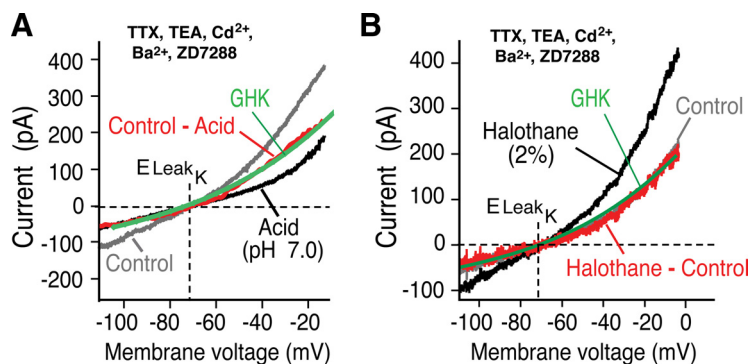 A
TTX, TEA, Cd²⁺,
Ba²⁺, ZD7288
400
300
200
100
0
-100
-200
Current (pA)
GHK
Control - Acid
E Leak K
Acid
(pH 7.0)
Control
-100 -80 -60 -40 -20
Membrane voltage (mV)
B
TTX, TEA, Cd²⁺,
Ba²⁺, ZD7288
400
300
200
100
0
-100
Current (pA)
GHK
Control
Halothane
(2%)
E Leak K
Halothane - Control
-100 -80 -60 -40 -20 0
Membrane voltage (mV)